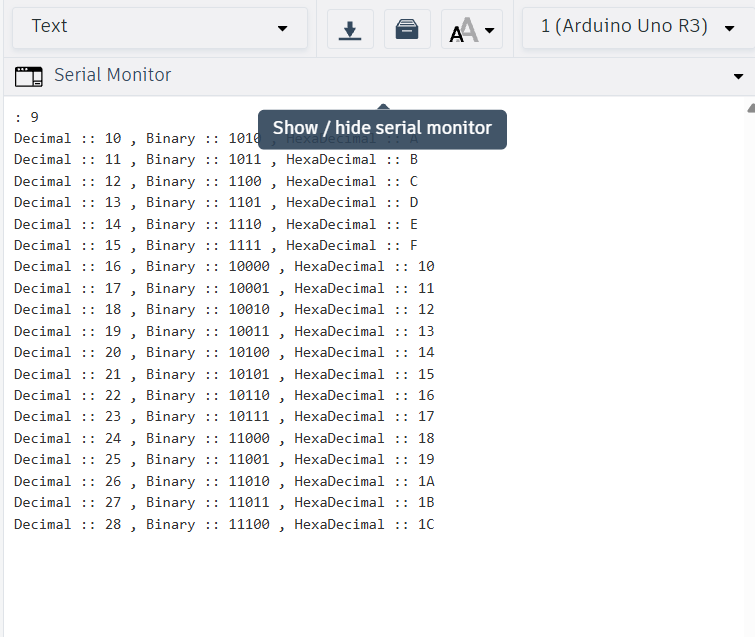 Text
1 (Arduino Uno R3)
Serial Monitor
Show / hide serial monitor
: 9
Decimal :: 10 , Binary :: 1010 , HexaDecimal :: A
Decimal :: 11 , Binary :: 1011 , HexaDecimal :: B
Decimal :: 12 , Binary :: 1100 , HexaDecimal :: C
Decimal :: 13 , Binary :: 1101 , HexaDecimal :: D
Decimal :: 14 , Binary :: 1110 , HexaDecimal :: E
Decimal :: 15 , Binary :: 1111 , HexaDecimal :: F
Decimal :: 16 , Binary :: 10000 , HexaDecimal :: 10
Decimal :: 17 , Binary :: 10001 , HexaDecimal :: 11
Decimal :: 18 , Binary :: 10010 , HexaDecimal :: 12
Decimal :: 19 , Binary :: 10011 , HexaDecimal :: 13
Decimal :: 20 , Binary :: 10100 , HexaDecimal :: 14
Decimal :: 21 , Binary :: 10101 , HexaDecimal :: 15
Decimal :: 22 , Binary :: 10110 , HexaDecimal :: 16
Decimal :: 23 , Binary :: 10111 , HexaDecimal :: 17
Decimal :: 24 , Binary :: 11000 , HexaDecimal :: 18
Decimal :: 25 , Binary :: 11001 , HexaDecimal :: 19
Decimal :: 26 , Binary :: 11010 , HexaDecimal :: 1A
Decimal :: 27 , Binary :: 11011 , HexaDecimal :: 1B
Decimal :: 28 , Binary :: 11100 , HexaDecimal :: 1C